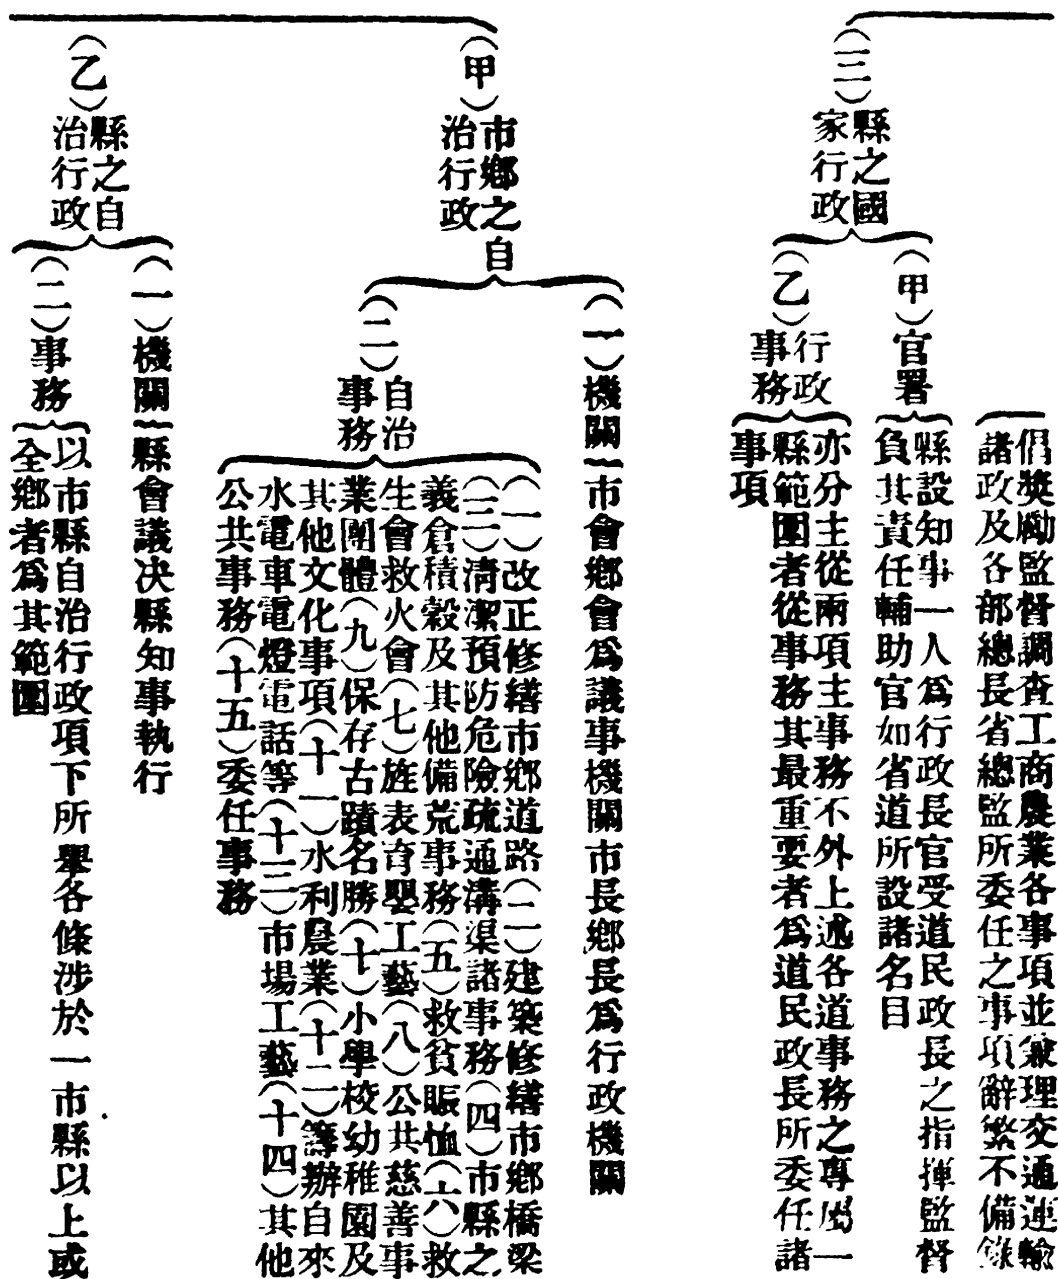 倡獎勵監督調查工商農業各事項並兼理交通運輸
諸政及各部總長省總監所委任之事項辭繁不備錄
（三）縣之國
家行政
（甲）官署
縣設知事一人爲行政長官受道民政長之指揮監督
負其責任輔助官如省道所設諸名目
（乙）行政
事務
亦分主從兩項主事務不外上述各道事務之專屬一
縣範圍者從事務其最重要者爲道民政長所委任諸
事項
（甲）市鄉之自
治行政
（一）機關
市會鄉會爲議事機關市長鄉長爲行政機關
（二）自治
事務
（一）改正修繕市鄉道路（二）建築修繕市鄉橋梁
（三）淸潔預防危險疏通溝渠諸事務（四）市縣之
義倉積穀及其他備荒事務（五）救貧賑恤（六）救
生會救火會（七）旌表育嬰工藝（八）公共慈善事
業團體（九）保存古蹟名勝（十）小學校幼稚園及
其他文化事項（十一）水利農業（十二）籌辦自來
水電車電燈電話等（十三）市場工藝（十四）其他
公共事務（十五）委任事務
（乙）縣之自
治行政
（一）機關
縣會議决縣知事執行
（二）事務
以市縣自治行政項下所舉各條涉於一市縣以上或
全鄉者爲其範圍